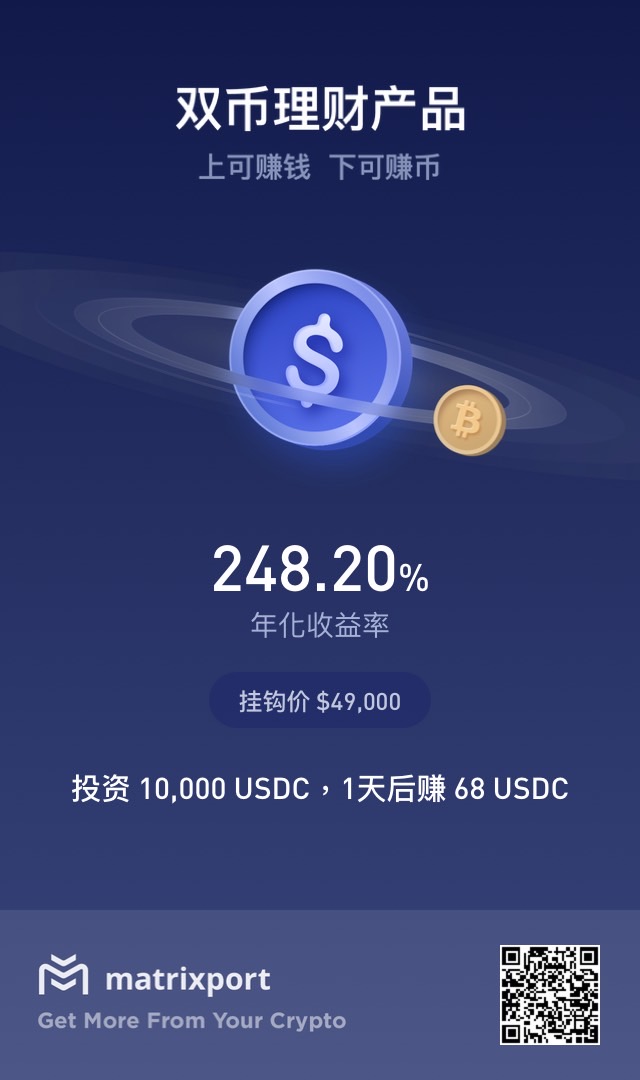 双币理财产品
上可赚钱 下可赚币
$
₿
248.20%
年化收益率
挂钩价 $49,000
投资 10,000 USDC，1天后赚 68 USDC
matrixport
Get More From Your Crypto